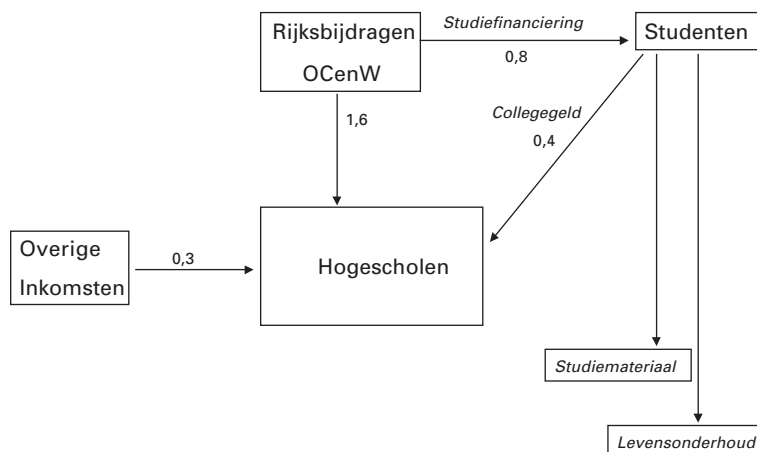 Rijksbijdragen
OCenW
Studiefinanciering
0,8
Studenten
1,6
Collegegeld
0,4
Overige
Inkomsten
0,3
Hogescholen
Studiemateriaal
Levensonderhoud